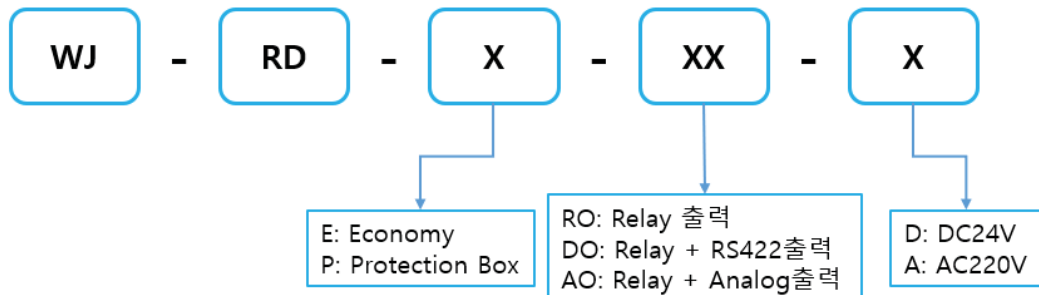 WJ - RD - X - XX - X
E: Economy
P: Protection Box
RO: Relay 출력
DO: Relay + RS422출력
AO: Relay + Analog출력
D: DC24V
A: AC220V